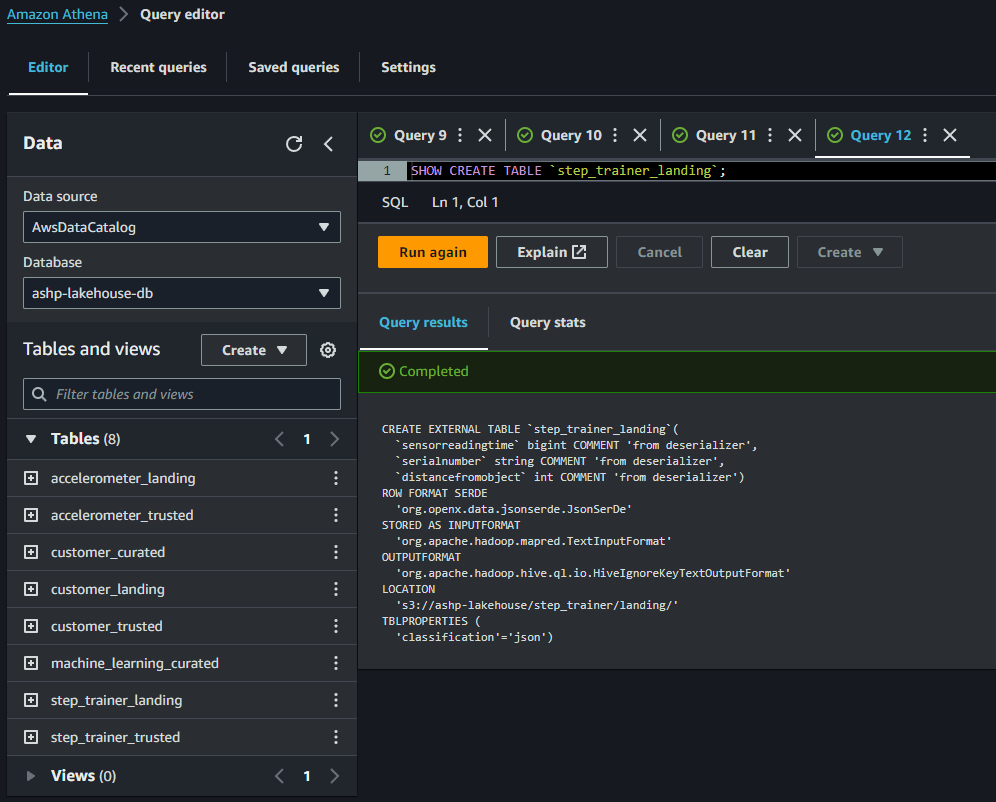 Amazon Athena > Query editor
Editor Recent queries Saved queries Settings
Data
Data source
AwsDataCatalog
Database
ashp-lakehouse-db
Tables and views Create
Filter tables and views
Tables (8) 1
accelerometer_landing
accelerometer_trusted
customer_curated
customer_landing
customer_trusted
machine_learning_curated
step_trainer_landing
step_trainer_trusted
Views (0) 1
Query 9 Query 10 Query 11 Query 12
1 SHOW CREATE TABLE `step_trainer_landing`;
SQL Ln 1, Col 1
Run again Explain Cancel Clear Create
Query results Query stats
Completed
CREATE EXTERNAL TABLE `step_trainer_landing`(
`sensorreadingtime` bigint COMMENT 'from deserializer',
`serialnumber` string COMMENT 'from deserializer',
`distancefromobject` int COMMENT 'from deserializer')
ROW FORMAT SERDE
'org.openx.data.jsonserde.JsonSerDe'
STORED AS INPUTFORMAT
'org.apache.hadoop.mapred.TextInputFormat'
OUTPUTFORMAT
'org.apache.hadoop.hive.ql.io.HiveIgnoreKeyTextOutputFormat'
LOCATION
's3://ashp-lakehouse/step_trainer/landing/'
TBLPROPERTIES (
'classification'='json')